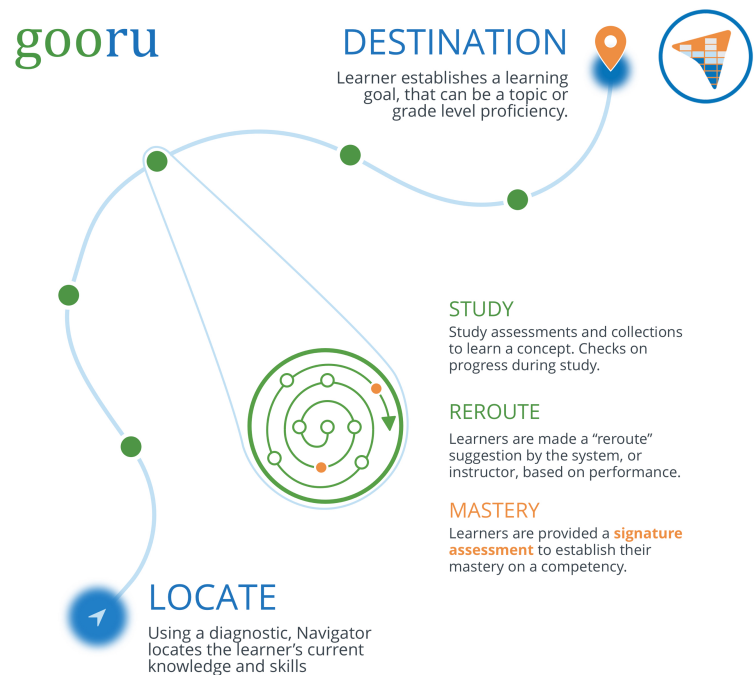 gooru
DESTINATION
Learner establishes a learning
goal, that can be a topic or
grade level proficiency.
STUDY
Study assessments and collections
to learn a concept. Checks on
progress during study.
REROUTE
Learners are made a “reroute”
suggestion by the system, or
instructor, based on performance.
MASTERY
Learners are provided a signature
assessment to establish their
mastery on a competency.
LOCATE
Using a diagnostic, Navigator
locates the learner’s current
knowledge and skills